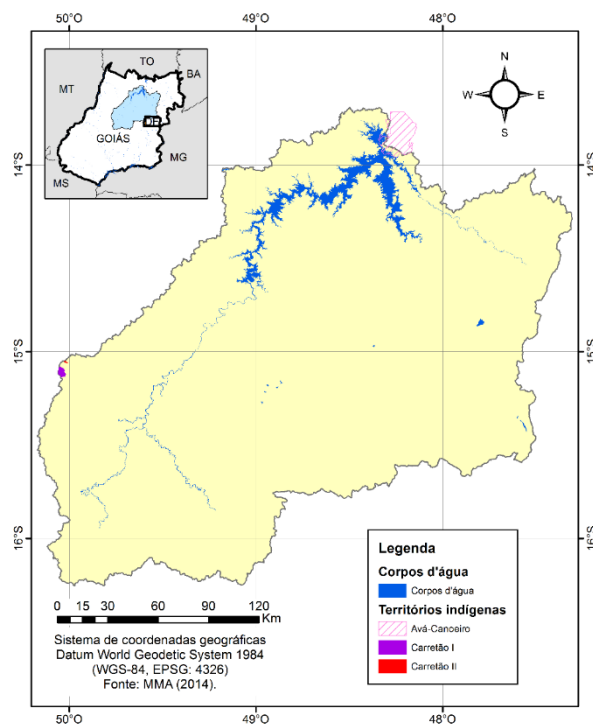 50°O 49°O 48°O
TO
BA
MT
DF
GOIÁS
MG
MS
N
W E
S
14°S 14°S
15°S 15°S
16°S 16°S
Legenda
Corpos d'água
Corpos d'água
Territórios indígenas
Avá-Canoeiro
Carretão I
Carretão II
0 15 30 60 90 120
Km
Sistema de coordenadas geográficas
Datum World Geodetic System 1984
(WGS-84, EPSG: 4326)
Fonte: MMA (2014).
50°O 49°O 48°O